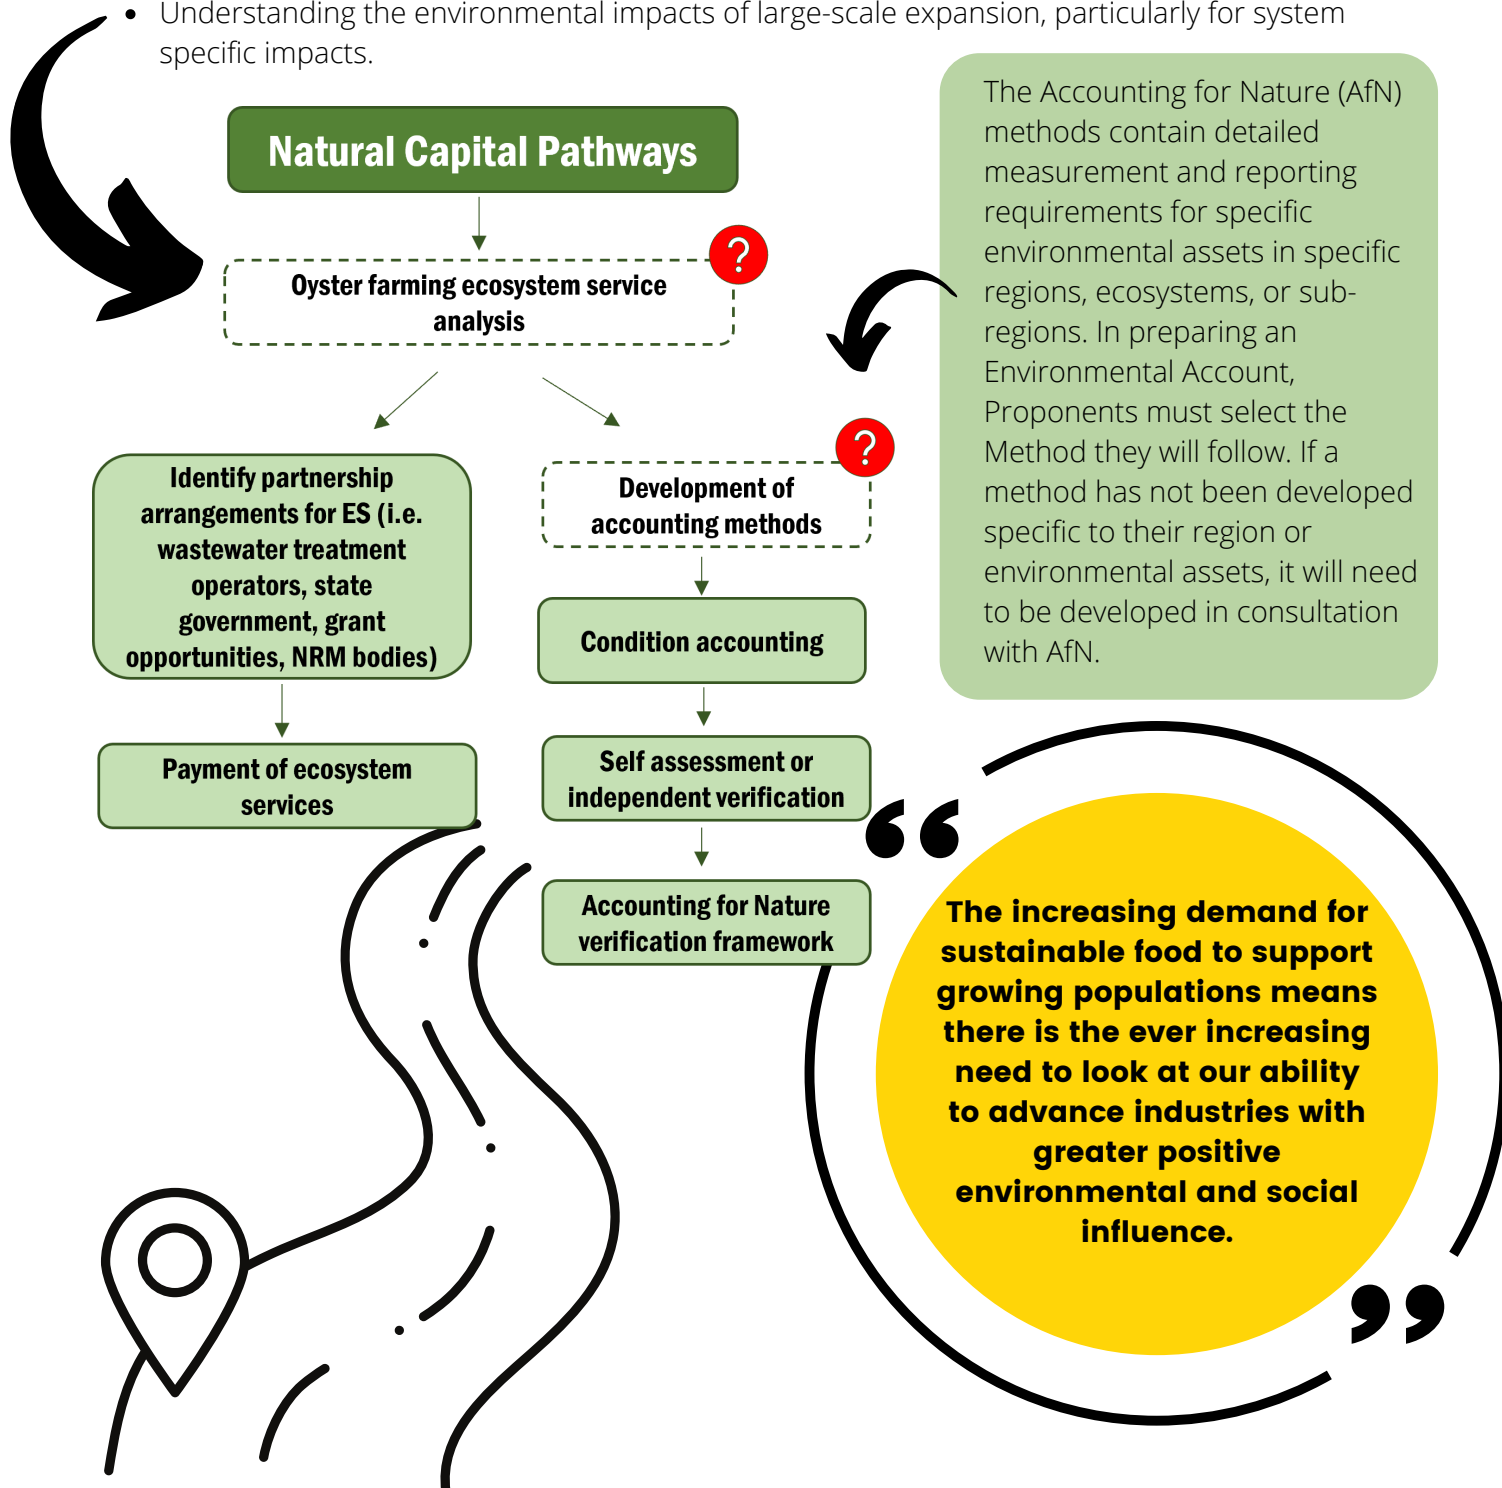 • Understanding the environmental impacts of large-scale expansion, particularly for system
specific impacts.
Natural Capital Pathways
?
Oyster farming ecosystem service
analysis
Identify partnership
arrangements for ES (i.e.
wastewater treatment
operators, state
government, grant
opportunities, NRM bodies)
Payment of ecosystem
services
?
Development of
accounting methods
Condition accounting
Self assessment or
independent verification
Accounting for Nature
verification framework
The Accounting for Nature (AfN)
methods contain detailed
measurement and reporting
requirements for specific
environmental assets in specific
regions, ecosystems, or sub-
regions. In preparing an
Environmental Account,
Proponents must select the
Method they will follow. If a
method has not been developed
specific to their region or
environmental assets, it will need
to be developed in consultation
with AfN.
“
The increasing demand for
sustainable food to support
growing populations means
there is the ever increasing
need to look at our ability
to advance industries with
greater positive
environmental and social
influence.
”